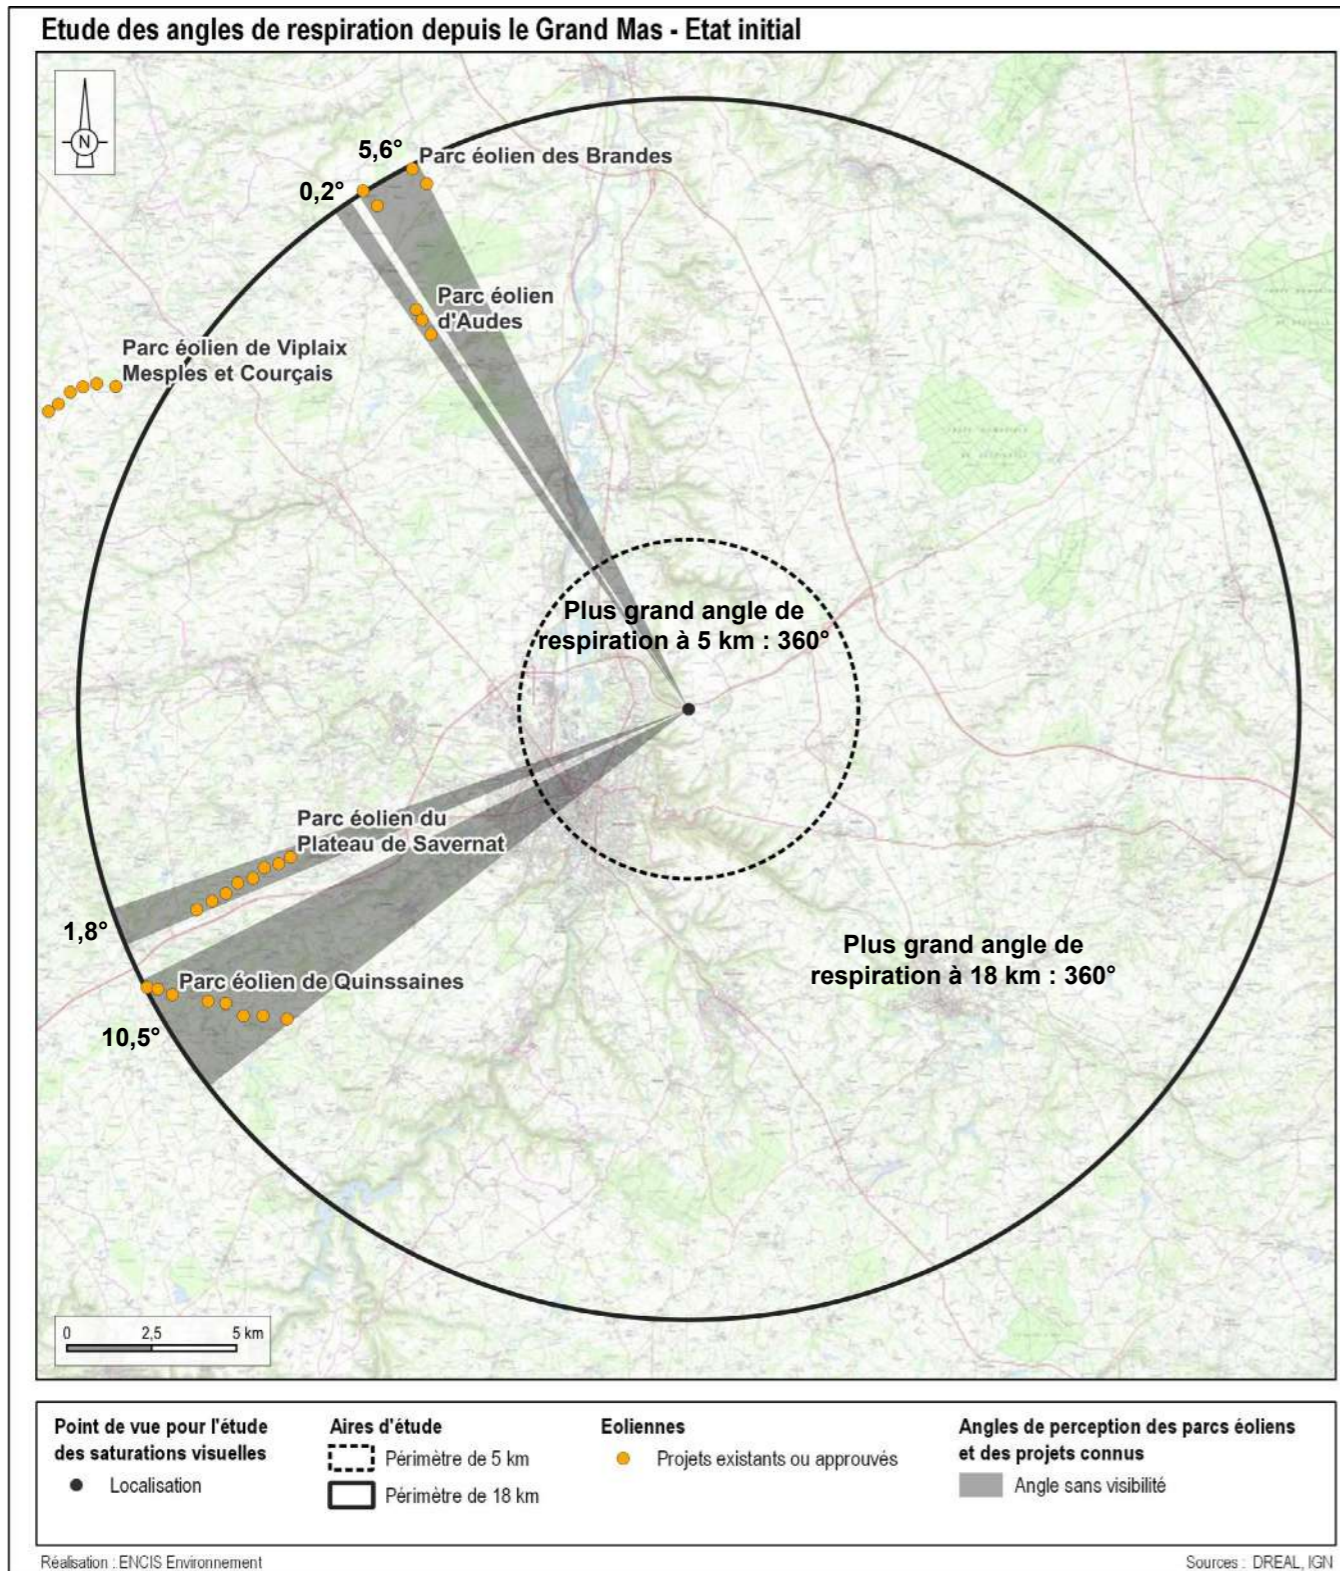 Etude des angles de respiration depuis le Grand Mas - Etat initial
N
5,6°
Parc éolien des Brandes
0,2°
Parc éolien
d'Audes
Parc éolien de Viplaix
Mesples et Courçais
Plus grand angle de
respiration à 5 km : 360°
Parc éolien du
Plateau de Savernat
1,8°
Plus grand angle de
respiration à 18 km : 360°
Parc éolien de Quinssaines
10,5°
0 2,5 5 km
Point de vue pour l'étude
des saturations visuelles
Localisation
Aires d'étude
Périmètre de 5 km
Périmètre de 18 km
Eoliennes
Projets existants ou approuvés
Angles de perception des parcs éoliens
et des projets connus
Angle sans visibilité
Réalisation : ENCIS Environnement
Sources : DREAL, IGN